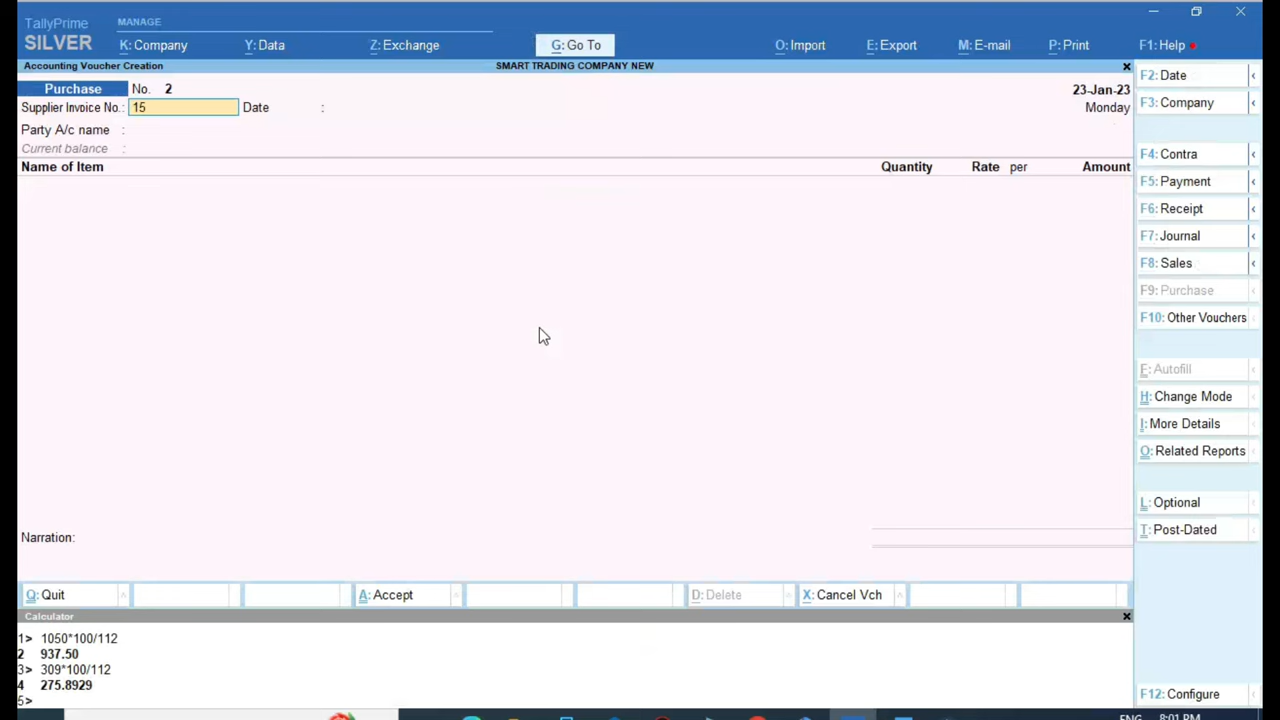 TallyPrime
SILVER
MANAGE
K: Company
Y: Data
Z: Exchange
G: Go To
O: Import
E: Export
M: E-mail
P: Print
F1: Help
Accounting Voucher Creation
SMART TRADING COMPANY NEW
Purchase No. 2
23-Jan-23
Supplier Invoice No.: 15 Date :
Monday
Party A/c name :
Current balance :
Name of Item Quantity Rate per Amount
Narration:
Q: Quit
A: Accept
D: Delete
X: Cancel Vch
Calculator
1> 1050*100/112
2 937.50
3> 309*100/112
4 275.8929
5>
F2: Date
F3: Company
F4: Contra
F5: Payment
F6: Receipt
F7: Journal
F8: Sales
F9: Purchase
F10: Other Vouchers
F: Autofill
H: Change Mode
I: More Details
O: Related Reports
L: Optional
T: Post-Dated
F12: Configure
ENG 8:01 PM